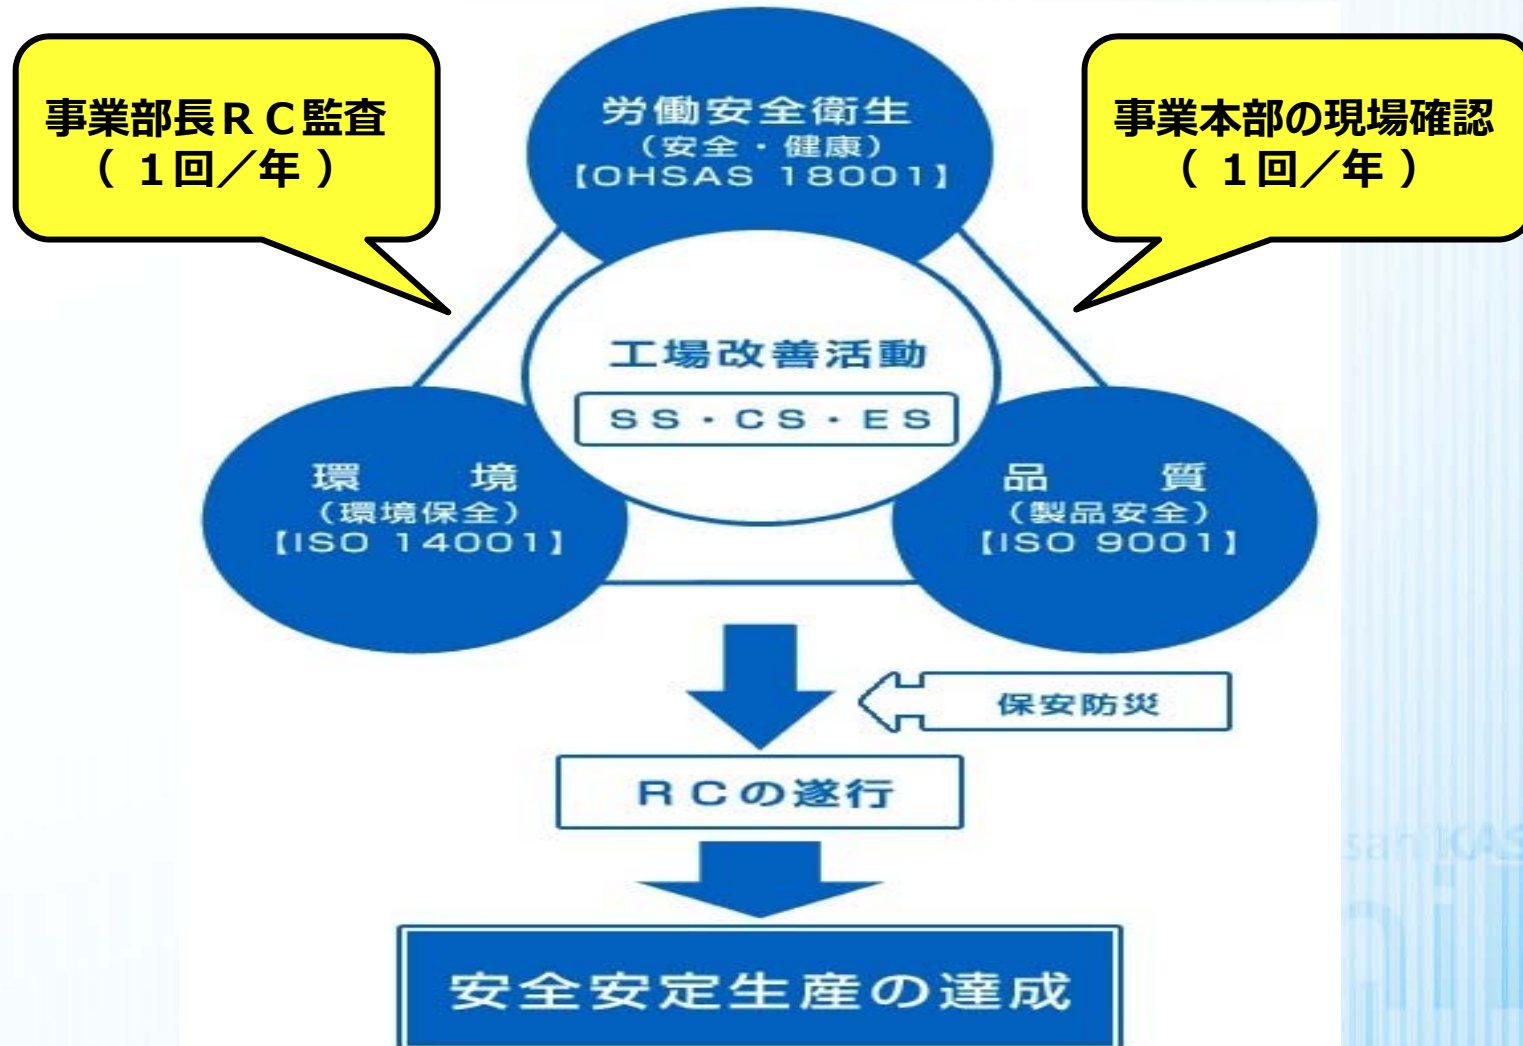 事業部長ＲＣ監査
（ １回／年 ）
事業本部の現場確認
（ １回／年 ）
労働安全衛生
（安全・健康）
【OHSAS 18001】
工場改善活動
ＳＳ・ＣＳ・ＥＳ
環　境
（環境保全）
【ISO 14001】
品　質
（製品安全）
【ISO 9001】
保安防災
ＲＣの遂行
安全安定生産の達成